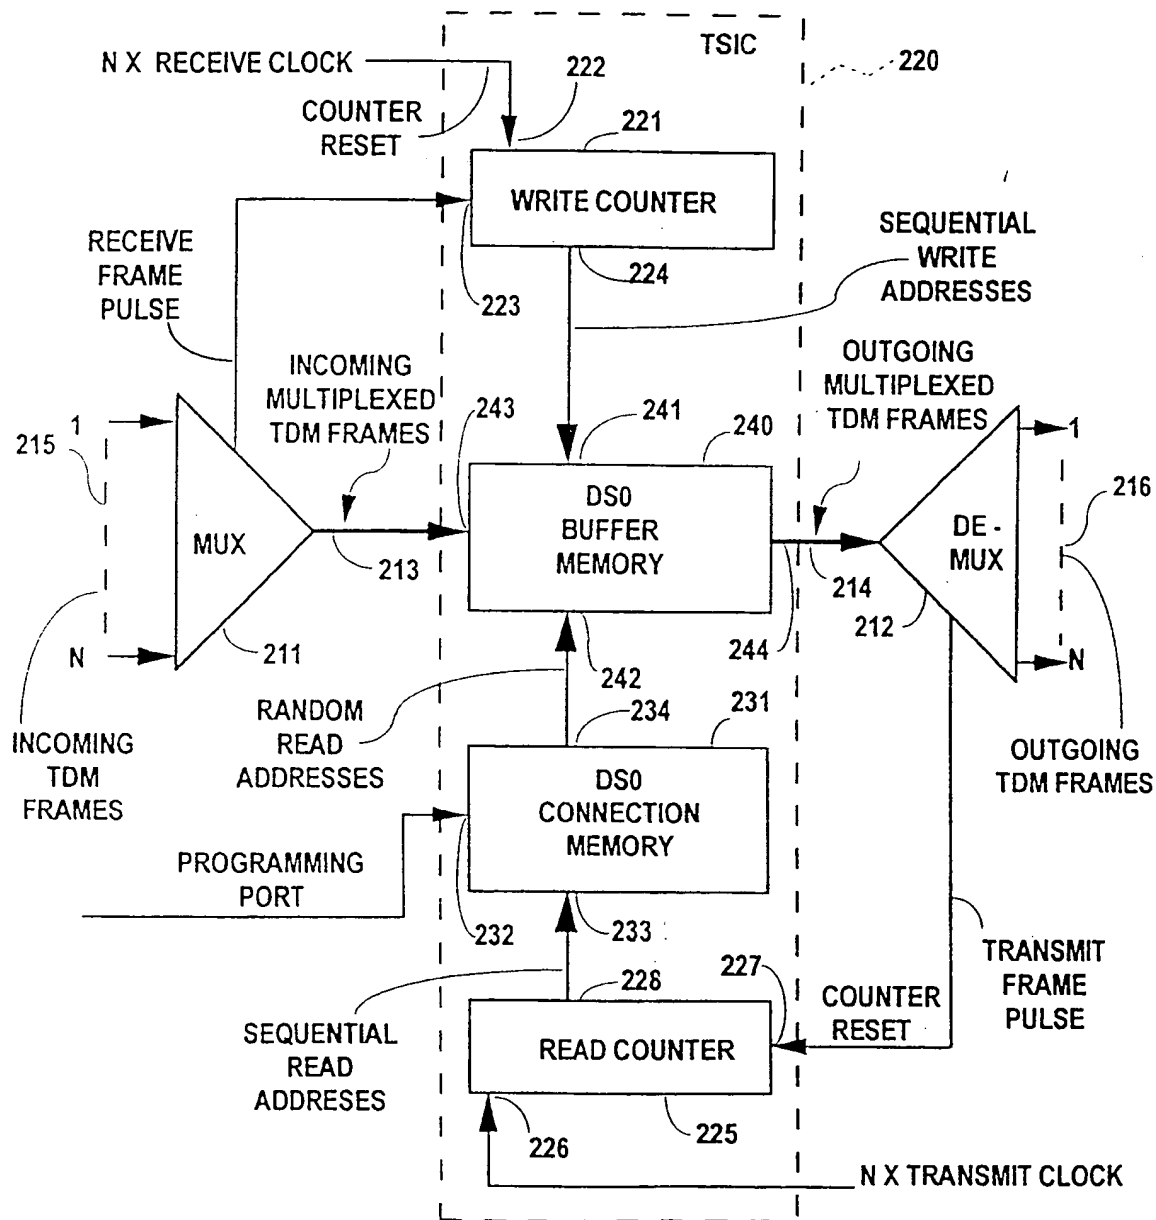 TSIC
220
N X RECEIVE CLOCK
222
COUNTER
RESET
221
WRITE COUNTER
224
223
RECEIVE
FRAME
PULSE
SEQUENTIAL
WRITE
ADDRESSES
INCOMING
MULTIPLEXED
TDM FRAMES
OUTGOING
MULTIPLEXED
TDM FRAMES
243
241
240
215
1
N
MUX
211
213
DS0
BUFFER
MEMORY
244
214
DE -
MUX
212
1
N
216
242
234
231
RANDOM
READ
ADDRESSES
INCOMING
TDM
FRAMES
OUTGOING
TDM FRAMES
DS0
CONNECTION
MEMORY
PROGRAMMING
PORT
232
233
228
227
TRANSMIT
FRAME
PULSE
COUNTER
RESET
SEQUENTIAL
READ
ADDRESES
READ COUNTER
226
225
N X TRANSMIT CLOCK